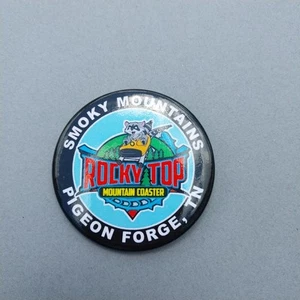 SMOKY MOUNTAINS
ROCKY TOP
MOUNTAIN COASTER
PIGEON FORGE, TN